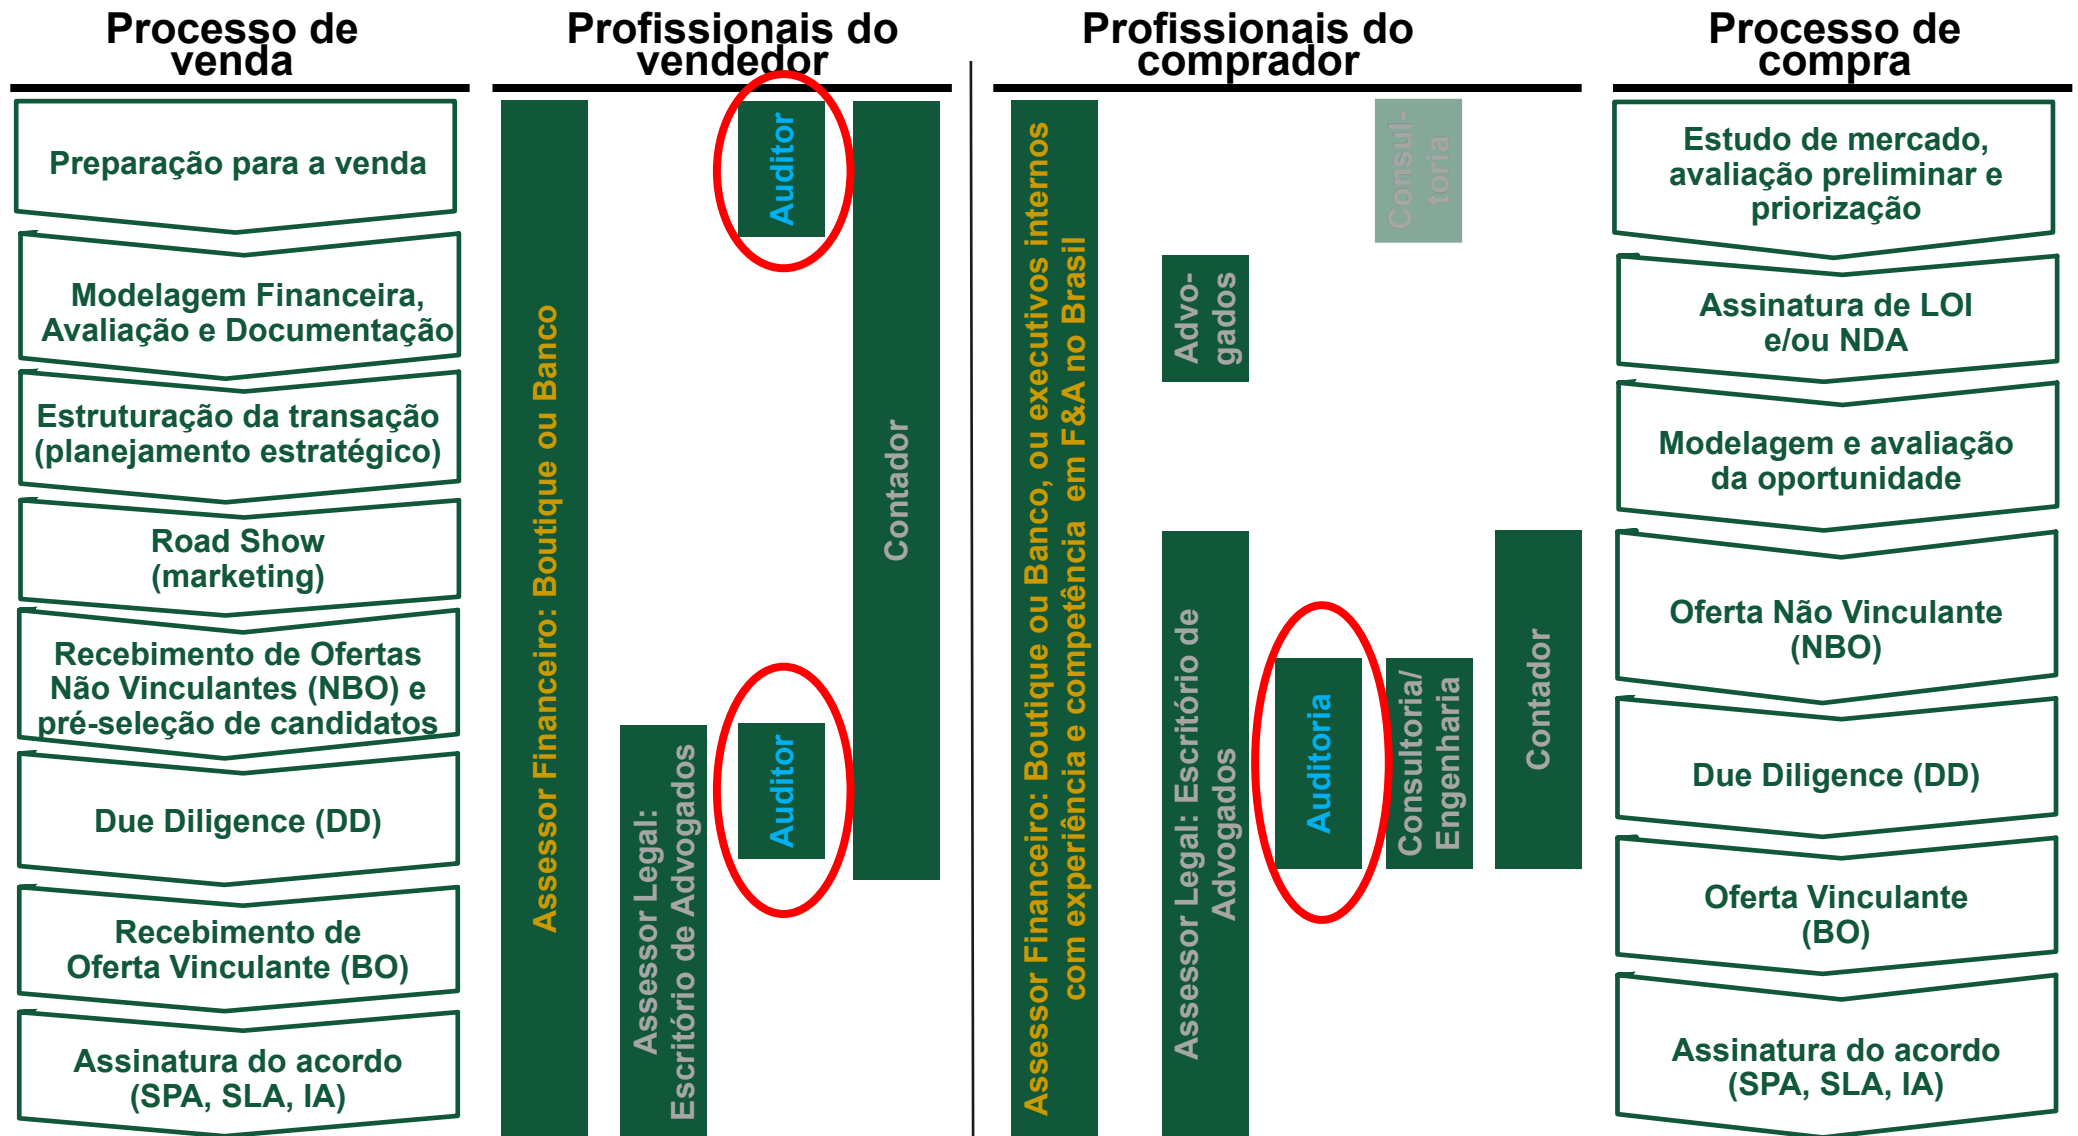 Processo de
venda
Preparação para a venda
Modelagem Financeira,
Avaliação e Documentação
Estruturação da transação
(planejamento estratégico)
Road Show
(marketing)
Recebimento de Ofertas
Não Vinculantes (NBO) e
pré-seleção de candidatos
Due Diligence (DD)
Recebimento de
Oferta Vinculante (BO)
Assinatura do acordo
(SPA, SLA, IA)
Profissionais do
vendedor
Assessor Financeiro: Boutique ou Banco
Assessor Legal:
Escritório de Advogados
Auditor
Auditor
Contador
Profissionais do
comprador
Assessor Financeiro: Boutique ou Banco, ou executivos internos
com experiência e competência em F&A no Brasil
Advo-
gados
Assessor Legal: Escritório de
Advogados
Auditoria
Consul-
toria
Consultoria/
Engenharia
Contador
Processo de
compra
Estudo de mercado,
avaliação preliminar e
priorização
Assinatura de LOI
e/ou NDA
Modelagem e avaliação
da oportunidade
Oferta Não Vinculante
(NBO)
Due Diligence (DD)
Oferta Vinculante
(BO)
Assinatura do acordo
(SPA, SLA, IA)